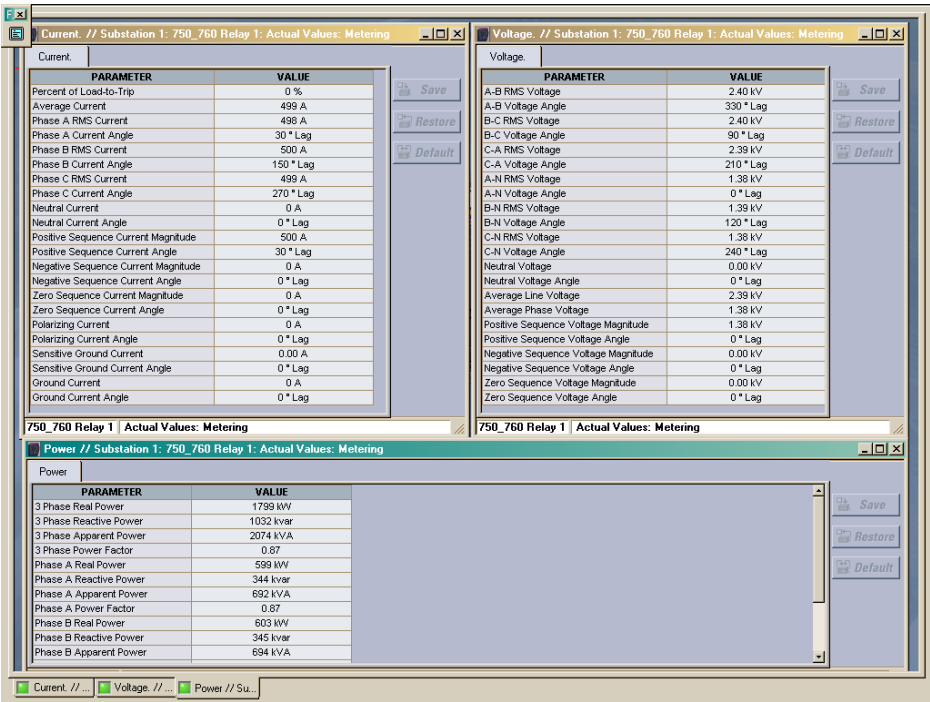 F
Current. // Substation 1: 750_760 Relay 1: Actual Values: Metering
Current.
PARAMETER VALUE
Percent of Load-to-Trip 0 %
Average Current 499 A
Phase A RMS Current 498 A
Phase A Current Angle 30 ° Lag
Phase B RMS Current 500 A
Phase B Current Angle 150 ° Lag
Phase C RMS Current 499 A
Phase C Current Angle 270 ° Lag
Neutral Current 0 A
Neutral Current Angle 0 ° Lag
Positive Sequence Current Magnitude 500 A
Positive Sequence Current Angle 30 ° Lag
Negative Sequence Current Magnitude 0 A
Negative Sequence Current Angle 0 ° Lag
Zero Sequence Current Magnitude 0 A
Zero Sequence Current Angle 0 ° Lag
Polarizing Current 0 A
Polarizing Current Angle 0 ° Lag
Sensitive Ground Current 0.00 A
Sensitive Ground Current Angle 0 ° Lag
Ground Current 0 A
Ground Current Angle 0 ° Lag
Save
Restore
Default
750_760 Relay 1 Actual Values: Metering
Voltage. // Substation 1: 750_760 Relay 1: Actual Values: Metering
Voltage.
PARAMETER VALUE
A-B RMS Voltage 2.40 kV
A-B Voltage Angle 330 ° Lag
B-C RMS Voltage 2.40 kV
B-C Voltage Angle 90 ° Lag
C-A RMS Voltage 2.39 kV
C-A Voltage Angle 210 ° Lag
A-N RMS Voltage 1.38 kV
A-N Voltage Angle 0 ° Lag
B-N RMS Voltage 1.39 kV
B-N Voltage Angle 120 ° Lag
C-N RMS Voltage 1.38 kV
C-N Voltage Angle 240 ° Lag
Neutral Voltage 0.00 kV
Neutral Voltage Angle 0 ° Lag
Average Line Voltage 2.39 kV
Average Phase Voltage 1.38 kV
Positive Sequence Voltage Magnitude 1.38 kV
Positive Sequence Voltage Angle 0 ° Lag
Negative Sequence Voltage Magnitude 0.00 kV
Negative Sequence Voltage Angle 0 ° Lag
Zero Sequence Voltage Magnitude 0.00 kV
Zero Sequence Voltage Angle 0 ° Lag
Save
Restore
Default
750_760 Relay 1 Actual Values: Metering
Power // Substation 1: 750_760 Relay 1: Actual Values: Metering
Power
PARAMETER VALUE
3 Phase Real Power 1799 kW
3 Phase Reactive Power 1032 kvar
3 Phase Apparent Power 2074 kVA
3 Phase Power Factor 0.87
Phase A Real Power 599 kW
Phase A Reactive Power 344 kvar
Phase A Apparent Power 692 kVA
Phase A Power Factor 0.87
Phase B Real Power 603 kW
Phase B Reactive Power 345 kvar
Phase B Apparent Power 694 kVA
Save
Restore
Default
Current. // ... Voltage. // ... Power // Su...